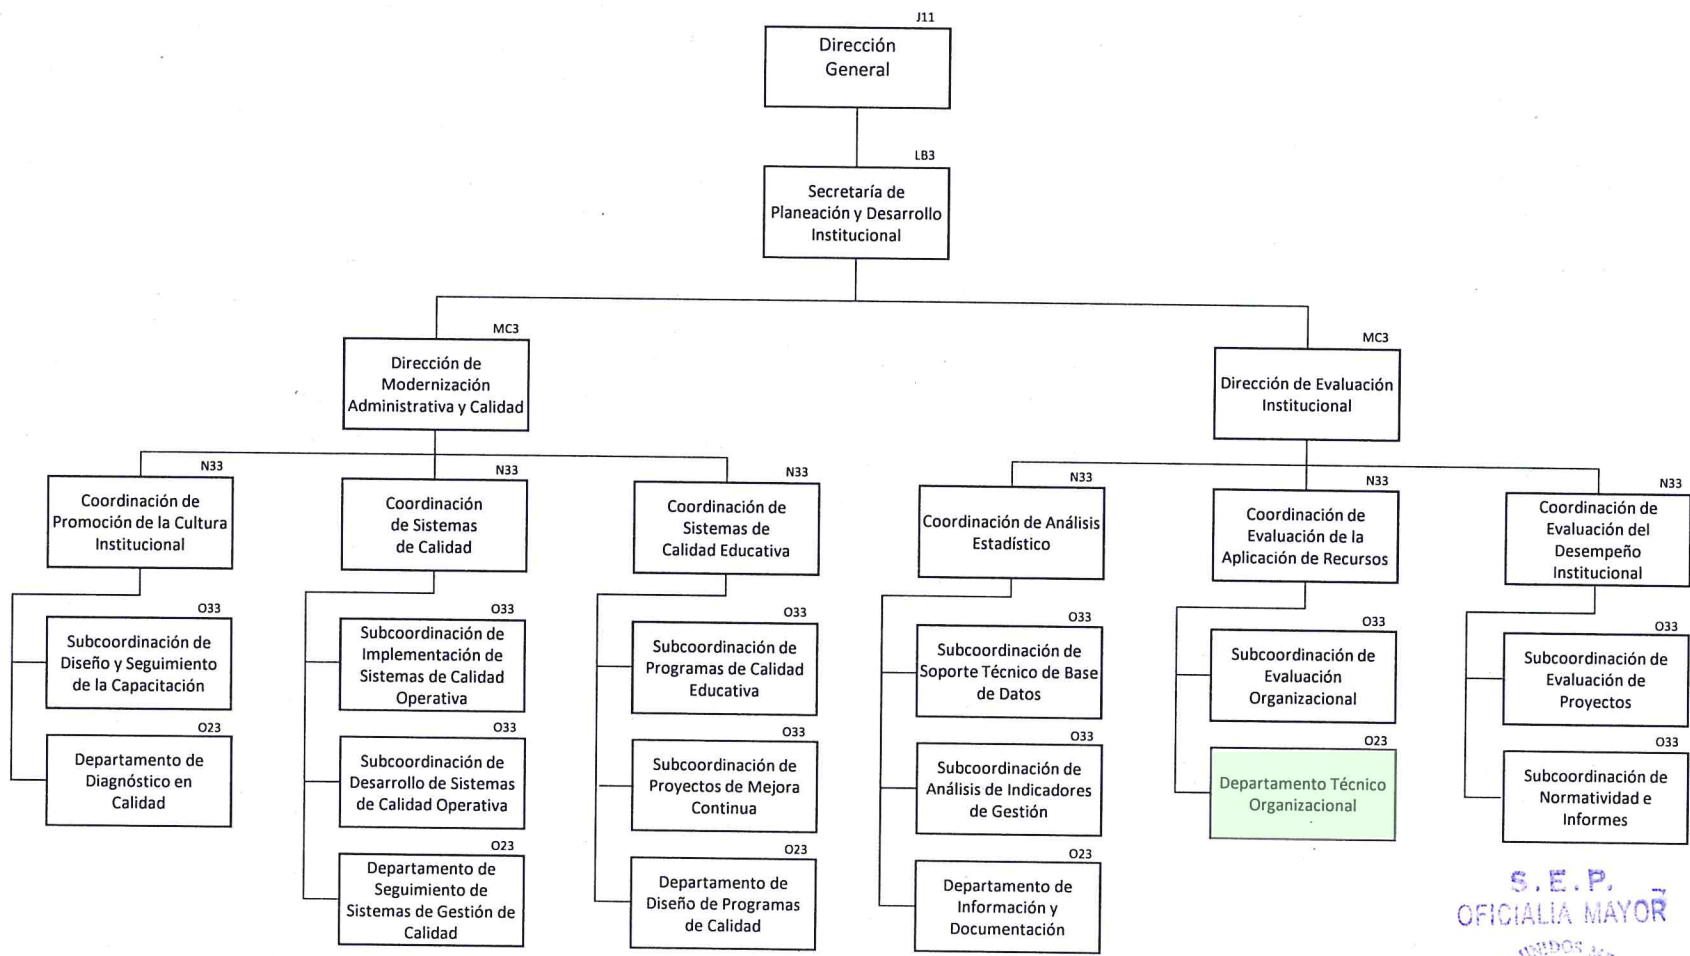 J11
Dirección
General
LB3
Secretaría de
Planeación y Desarrollo
Institucional
MC3
Dirección de
Modernización
Administrativa y Calidad
MC3
Dirección de Evaluación
Institucional
N33
Coordinación de
Promoción de la Cultura
Institucional
N33
Coordinación
de Sistemas
de Calidad
N33
Coordinación de
Sistemas de
Calidad Educativa
N33
Coordinación de Análisis
Estadístico
N33
Coordinación de
Evaluación de la
Aplicación de Recursos
N33
Coordinación de
Evaluación del
Desempeño
Institucional
O33
Subcoordinación de
Diseño y Seguimiento
de la Capacitación
O33
Subcoordinación de
Implementación de
Sistemas de Calidad
Operativa
O33
Subcoordinación de
Programas de Calidad
Educativa
O33
Subcoordinación de
Soporte Técnico de Base
de Datos
O33
Subcoordinación de
Evaluación
Organizacional
O33
Subcoordinación de
Evaluación de
Proyectos
O23
Departamento de
Diagnóstico en
Calidad
O33
Subcoordinación de
Desarrollo de Sistemas
de Calidad Operativa
O33
Subcoordinación de
Proyectos de Mejora
Continua
O33
Subcoordinación de
Análisis de Indicadores
de Gestión
O23
Departamento Técnico
Organizacional
O33
Subcoordinación de
Normatividad e
Informes
O23
Departamento de
Seguimiento de
Sistemas de Gestión de
Calidad
O23
Departamento de
Diseño de Programas
de Calidad
O23
Departamento de
Información y
Documentación
S.E.P.
OFICIALIA MAYOR
UNIDOS